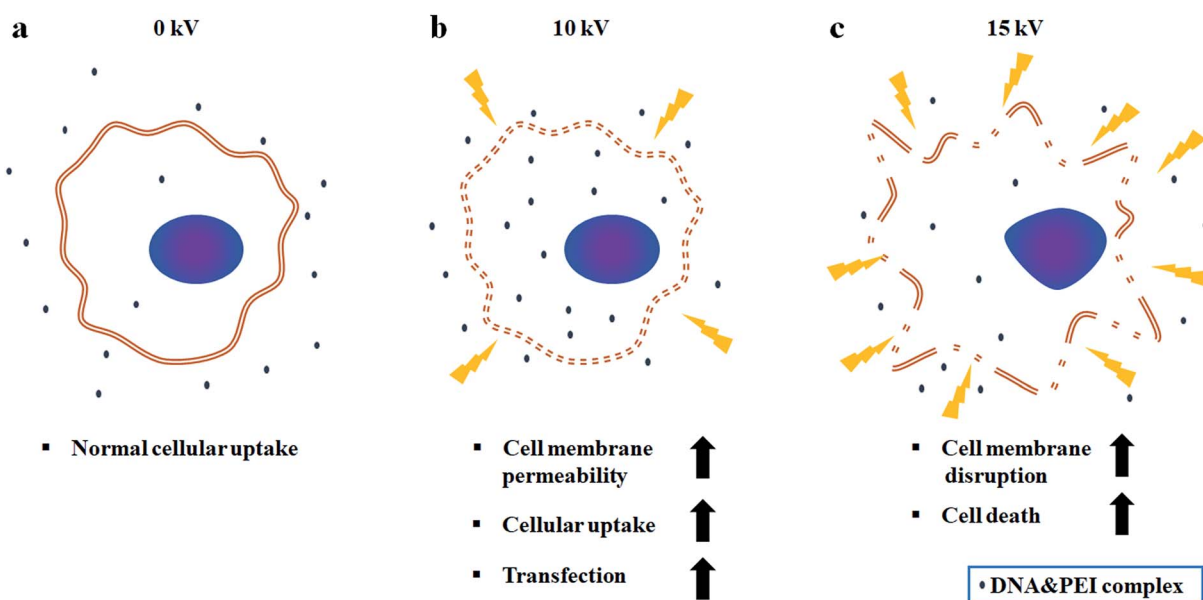 a
0 kV
b
10 kV
c
15 kV
▪ Normal cellular uptake
▪ Cell membrane
permeability
▪ Cellular uptake
▪ Transfection
▪ Cell membrane
disruption
▪ Cell death
DNA&PEI complex